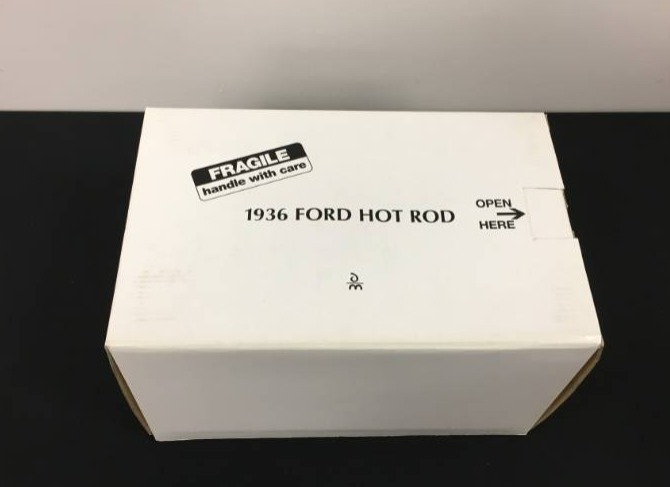 FRAGILE
handle with care
1936 FORD HOT ROD
OPEN
HERE